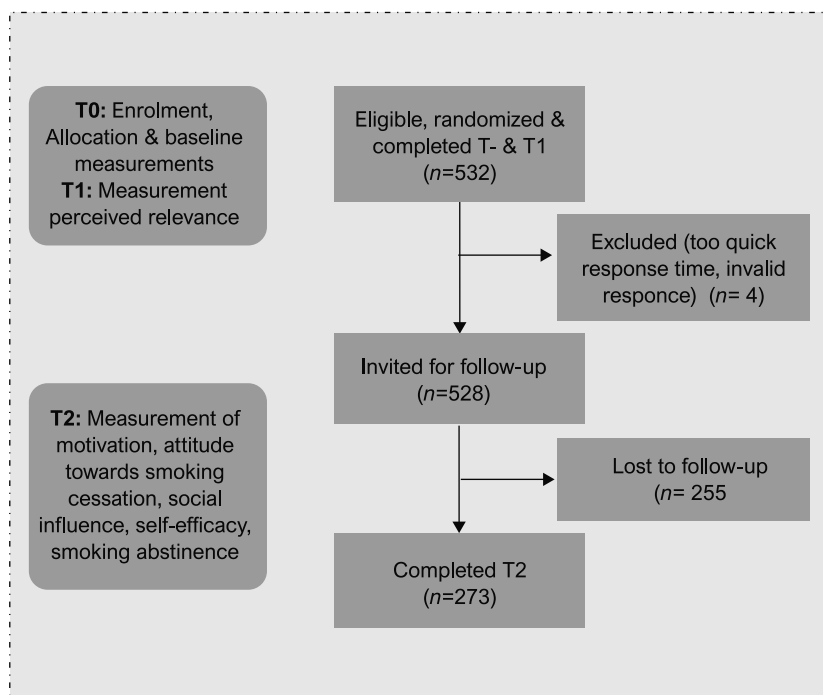 T0: Enrolment,
Allocation & baseline
measurements
T1: Measurement
perceived relevance
Eligible, randomized &
completed T- & T1
(n=532)
Excluded (too quick
response time, invalid
responce) (n= 4)
Invited for follow-up
(n=528)
T2: Measurement of
motivation, attitude
towards smoking
cessation, social
influence, self-efficacy,
smoking abstinence
Lost to follow-up
(n= 255
Completed T2
(n=273)